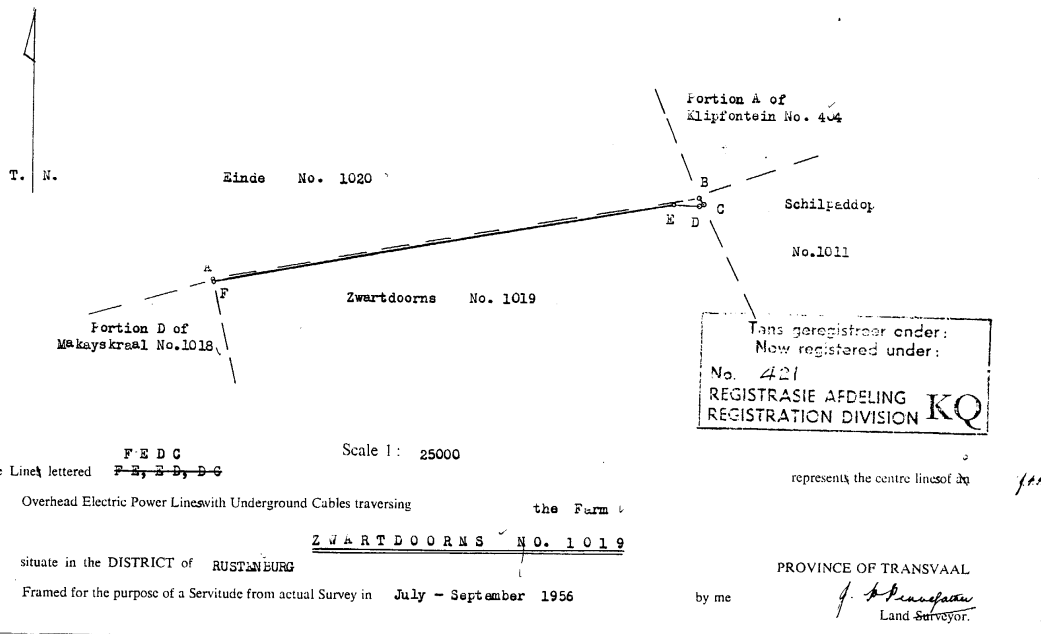 Portion A of
Klipfontein No. 404
T. N.
Einde No. 1020
B
E D C
Schilpaddop
No.1011
A
F
Zwartdoorns No. 1019
Portion D of
Makayskraal No.1018
Tans geregistreer onder:
Now registered under:
No. 421
REGISTRASIE AFDELING
REGISTRATION DIVISION KQ
Scale 1: 25000
F E D C
e Lines lettered F E, E D, D C represents the centre lines of an
Overhead Electric Power Lines with Underground Cables traversing the Farm
ZWARTDOORNS NO. 1019
situate in the DISTRICT of RUSTENBURG
PROVINCE OF TRANSVAAL
Framed for the purpose of a Servitude from actual Survey in July - September 1956 by me
Land Surveyor.